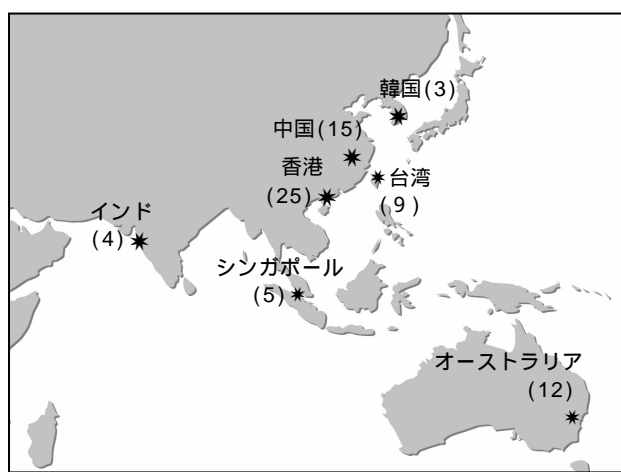 韓国(3)
中国(15)
香港
(25)
台湾
(9)
インド
(4)
シンガポール
(5)
オーストラリア
(12)